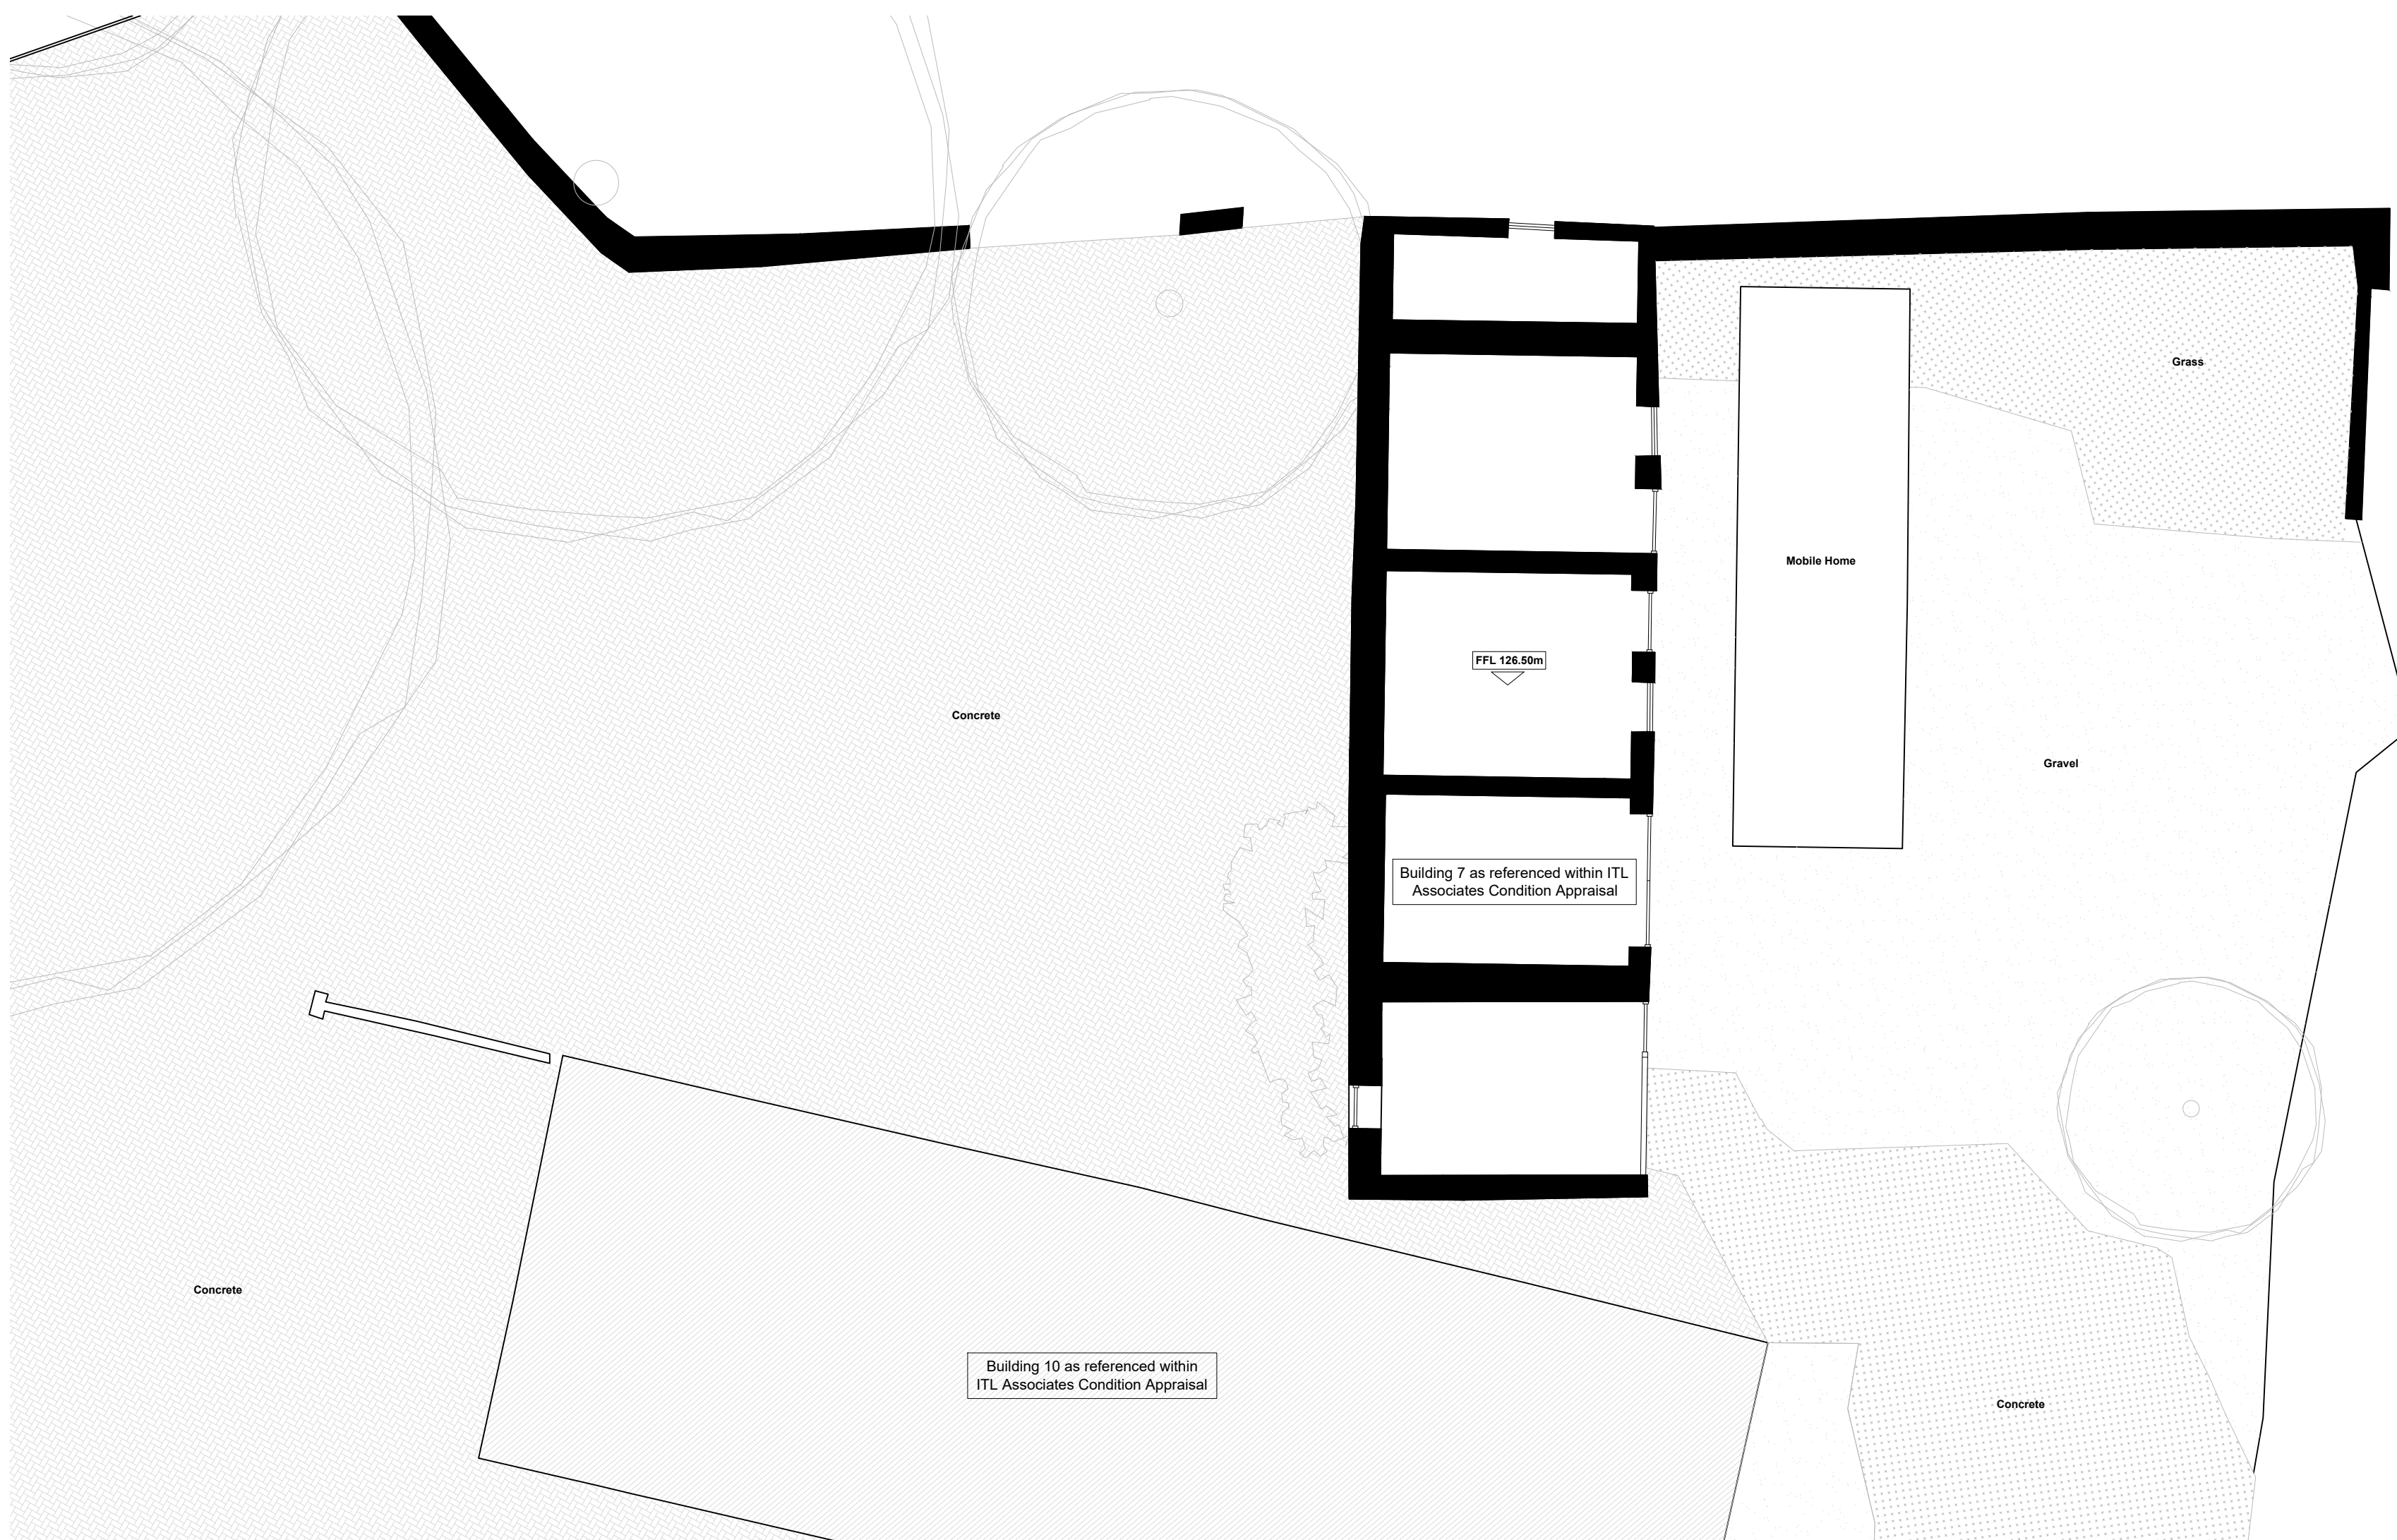 Grass
Mobile Home
FFL 126.50m
Concrete
Gravel
Building 7 as referenced within ITL
Associates Condition Appraisal
Concrete
Building 10 as referenced within
ITL Associates Condition Appraisal
Concrete